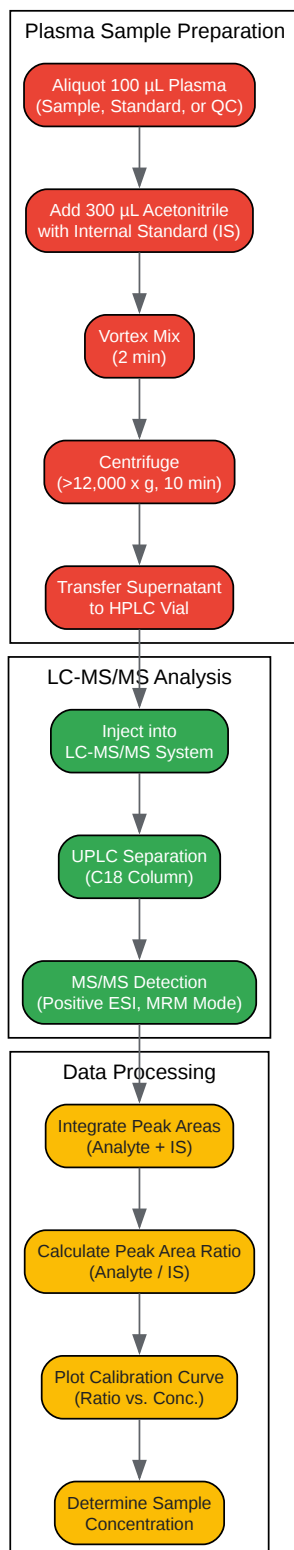 Plasma Sample Preparation
Aliquot 100 µL Plasma
(Sample, Standard, or QC)
Add 300 µL Acetonitrile
with Internal Standard (IS)
Vortex Mix
(2 min)
Centrifuge
(>12,000 x g, 10 min)
Transfer Supernatant
to HPLC Vial
LC-MS/MS Analysis
Inject into
LC-MS/MS System
UPLC Separation
(C18 Column)
MS/MS Detection
(Positive ESI, MRM Mode)
Data Processing
Integrate Peak Areas
(Analyte + IS)
Calculate Peak Area Ratio
(Analyte / IS)
Plot Calibration Curve
(Ratio vs. Conc.)
Determine Sample
Concentration